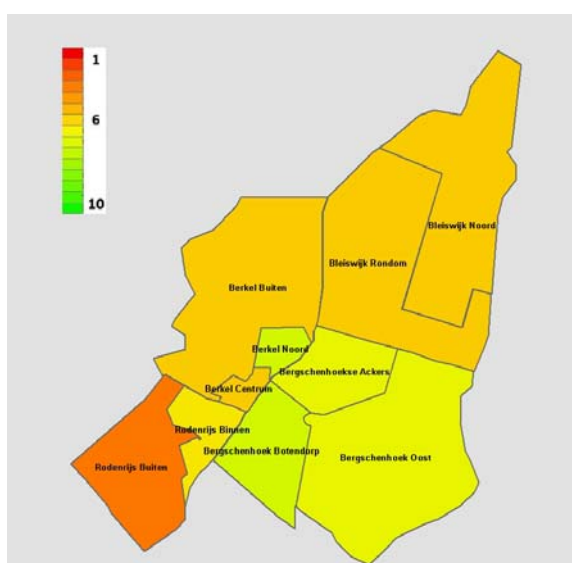 1
6
10
Bleiswijk Noord
Bleiswijk Rondom
Berkel Buiten
Berkel Noord
Bergschenhoekse Ackers
Berkel Centrum
Rodenrijs Binnen
Bergschenhoek Botendorp
Bergschenhoek Oost
Rodenrijs Buiten